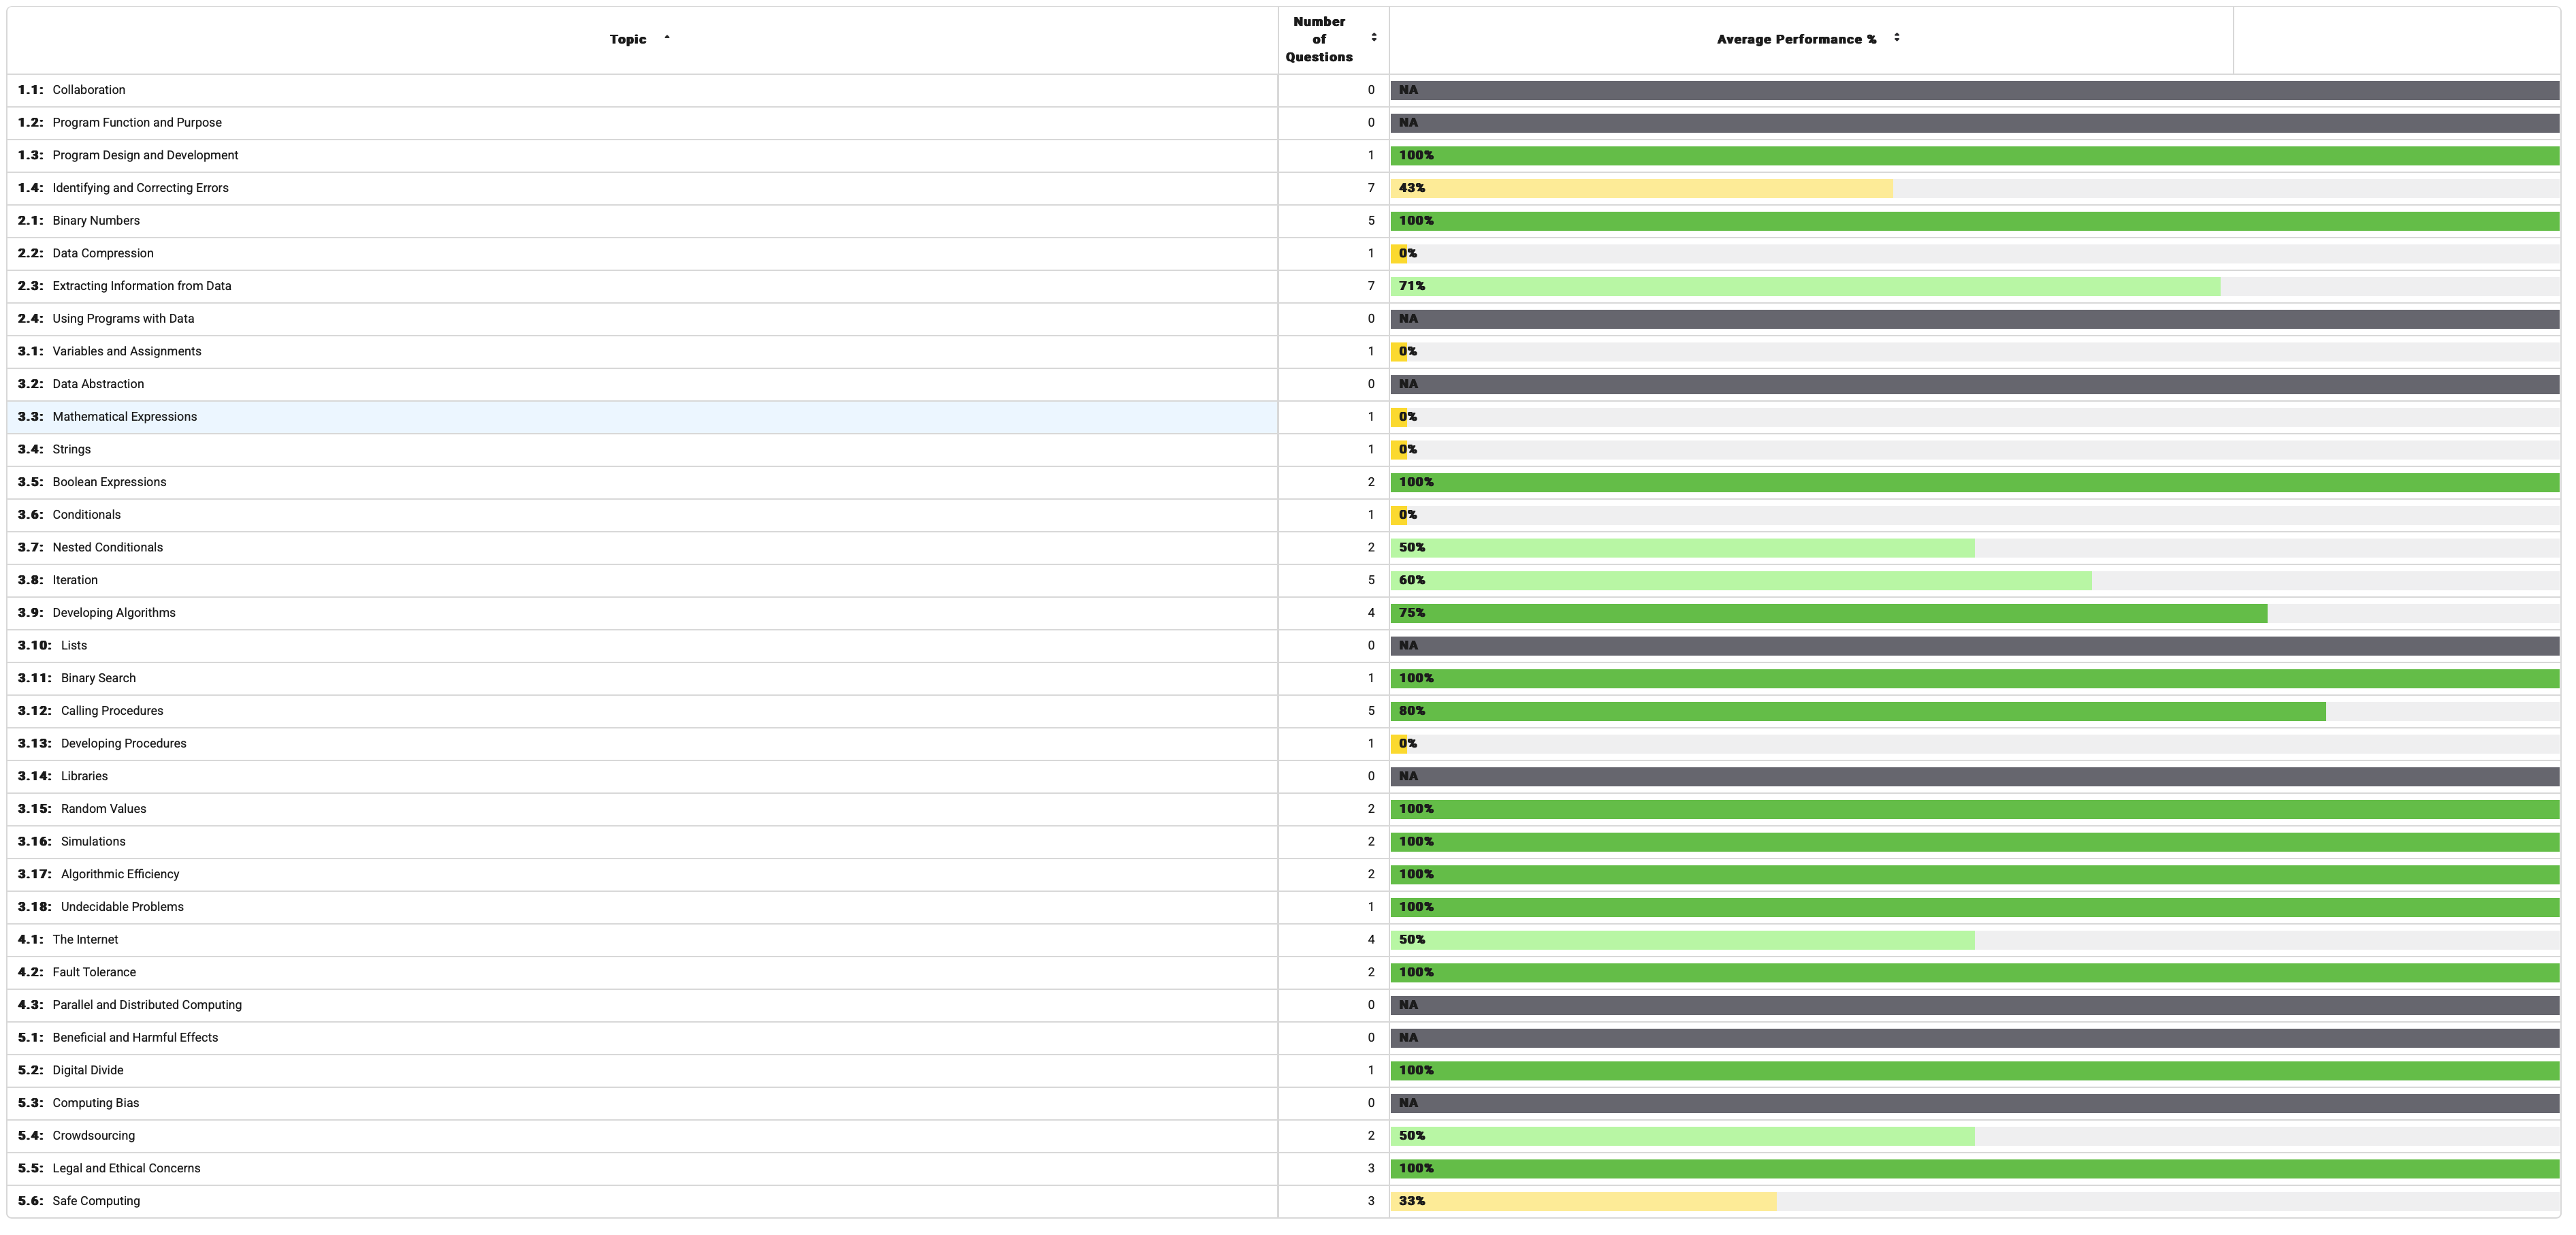 Topic Number of Questions Average Performance %
1.1: Collaboration 0 NA
1.2: Program Function and Purpose 0 NA
1.3: Program Design and Development 1 100%
1.4: Identifying and Correcting Errors 7 43%
2.1: Binary Numbers 5 100%
2.2: Data Compression 1 0%
2.3: Extracting Information from Data 7 71%
2.4: Using Programs with Data 0 NA
3.1: Variables and Assignments 1 0%
3.2: Data Abstraction 0 NA
3.3: Mathematical Expressions 1 0%
3.4: Strings 1 0%
3.5: Boolean Expressions 2 100%
3.6: Conditionals 1 0%
3.7: Nested Conditionals 2 50%
3.8: Iteration 5 60%
3.9: Developing Algorithms 4 75%
3.10: Lists 0 NA
3.11: Binary Search 1 100%
3.12: Calling Procedures 5 80%
3.13: Developing Procedures 1 0%
3.14: Libraries 0 NA
3.15: Random Values 2 100%
3.16: Simulations 2 100%
3.17: Algorithmic Efficiency 2 100%
3.18: Undecidable Problems 1 100%
4.1: The Internet 4 50%
4.2: Fault Tolerance 2 100%
4.3: Parallel and Distributed Computing 0 NA
5.1: Beneficial and Harmful Effects 0 NA
5.2: Digital Divide 1 100%
5.3: Computing Bias 0 NA
5.4: Crowdsourcing 2 50%
5.5: Legal and Ethical Concerns 3 100%
5.6: Safe Computing 3 33%